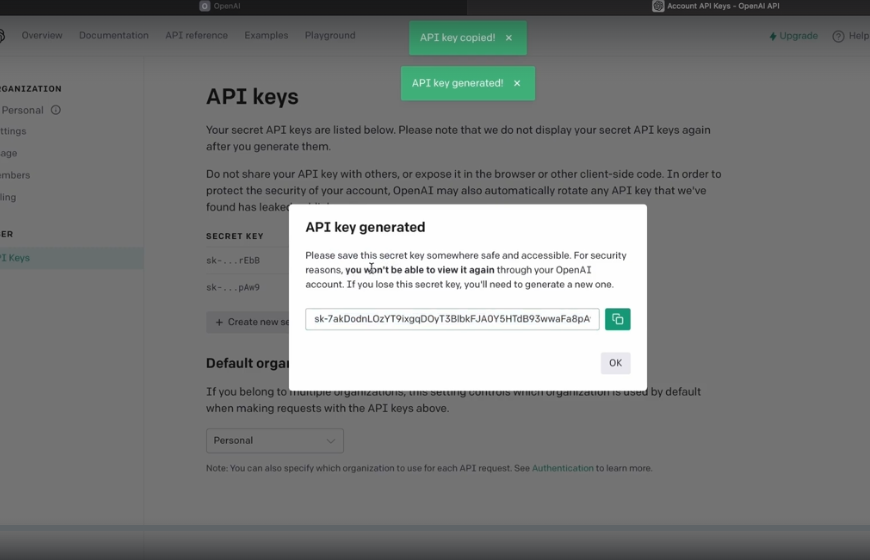 OpenAI
Account API Keys – OpenAI API
Overview
Documentation
API reference
Examples
Playground
API key copied!
Upgrade
Help
API key generated!
RGANIZATION
Personal
ttings
age
embers
ling
ER
I Keys
API keys
Your secret API keys are listed below. Please note that we do not display your secret API keys again
after you generate them.
Do not share your API key with others, or expose it in the browser or other client-side code. In order to
protect the security of your account, OpenAI may also automatically rotate any API key that we've
found has leaked
SECRET KEY
sk-...rEbB
sk-...pAw9
+ Create new se
API key generated
Please save this secret key somewhere safe and accessible. For security
reasons, you won't be able to view it again through your OpenAI
account. If you lose this secret key, you'll need to generate a new one.
OK
Default orga
If you belong to multiple organizations, this setting controls which organization is used by default
when making requests with the API keys above.
Personal
Note: You can also specify which organization to use for each API request. See Authentication to learn more.